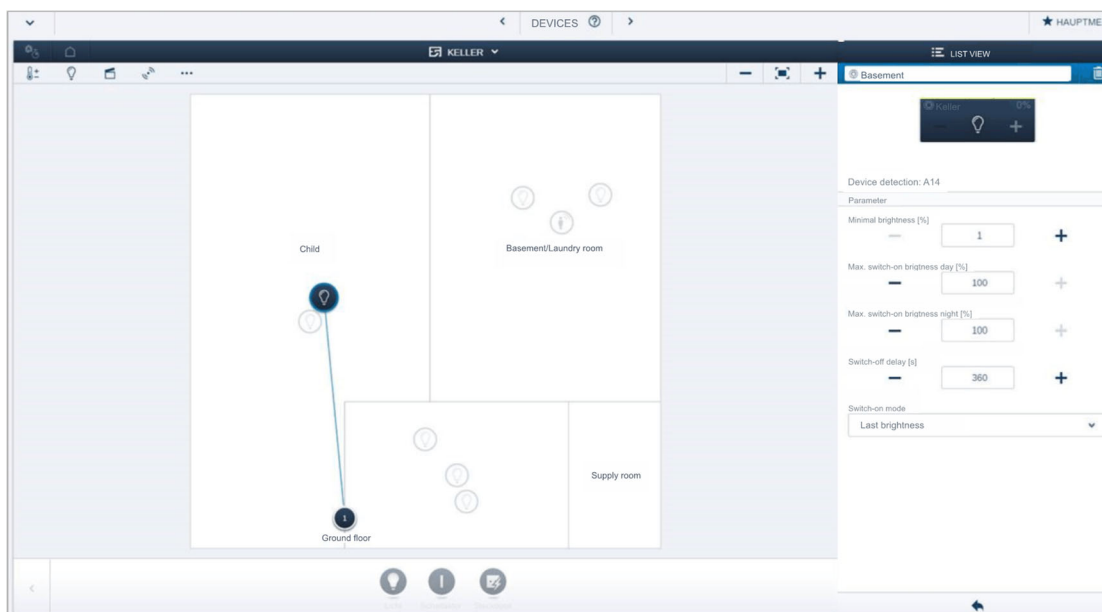 DEVICES ?
HAUPTME
KELLER
LIST VIEW
Basement
Keller 0%
Device detection: A14
Parameter
Minimal brightness [%]
1
Max. switch-on brigtness day [%]
100
Max. switch-on brigtness night [%]
100
Switch-off delay [s]
360
Switch-on mode
Last brightness
Child
Basement/Laundry room
Supply room
1
Ground floor